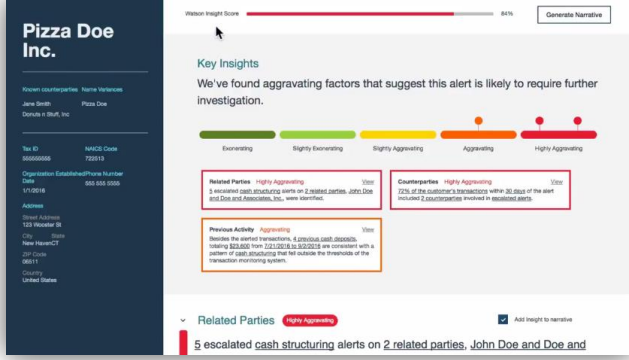 Pizza Doe
Inc.
Known counterparties Name Variances
Jane Smith Pizza Doe
Donuts n Stuff, Inc
Tax ID NAICS Code
555555555 722513
Organization Established Phone Number
Date 555 555 5555
1/1/2016
Address
Street Address
123 Wooster St
City State
New HavenCT
ZIP Code
06511
Country
United States
Watson Insight Score 84% Generate Narrative
Key Insights
We've found aggravating factors that suggest this alert is likely to require further
investigation.
Exonerating Slightly Exonerating Slightly Aggravating Aggravating Highly Aggravating
Related Parties Highly Aggravating View
5 escalated cash structuring alerts on 2 related parties, John Doe
and Doe and Associates, Inc., were identified.
Counterparties Highly Aggravating View
72% of the customer's transactions within 30 days of the alert
included 2 counterparties involved in escalated alerts.
Previous Activity Aggravating View
Besides the alerted transactions, 4 previous cash deposits,
totaling $23,600 from 7/21/2016 to 9/2/2016 are consistent with a
pattern of cash structuring that fell outside the thresholds of the
transaction monitoring system.
Related Parties Highly Aggravating Add insight to narrative
5 escalated cash structuring alerts on 2 related parties, John Doe and Doe and